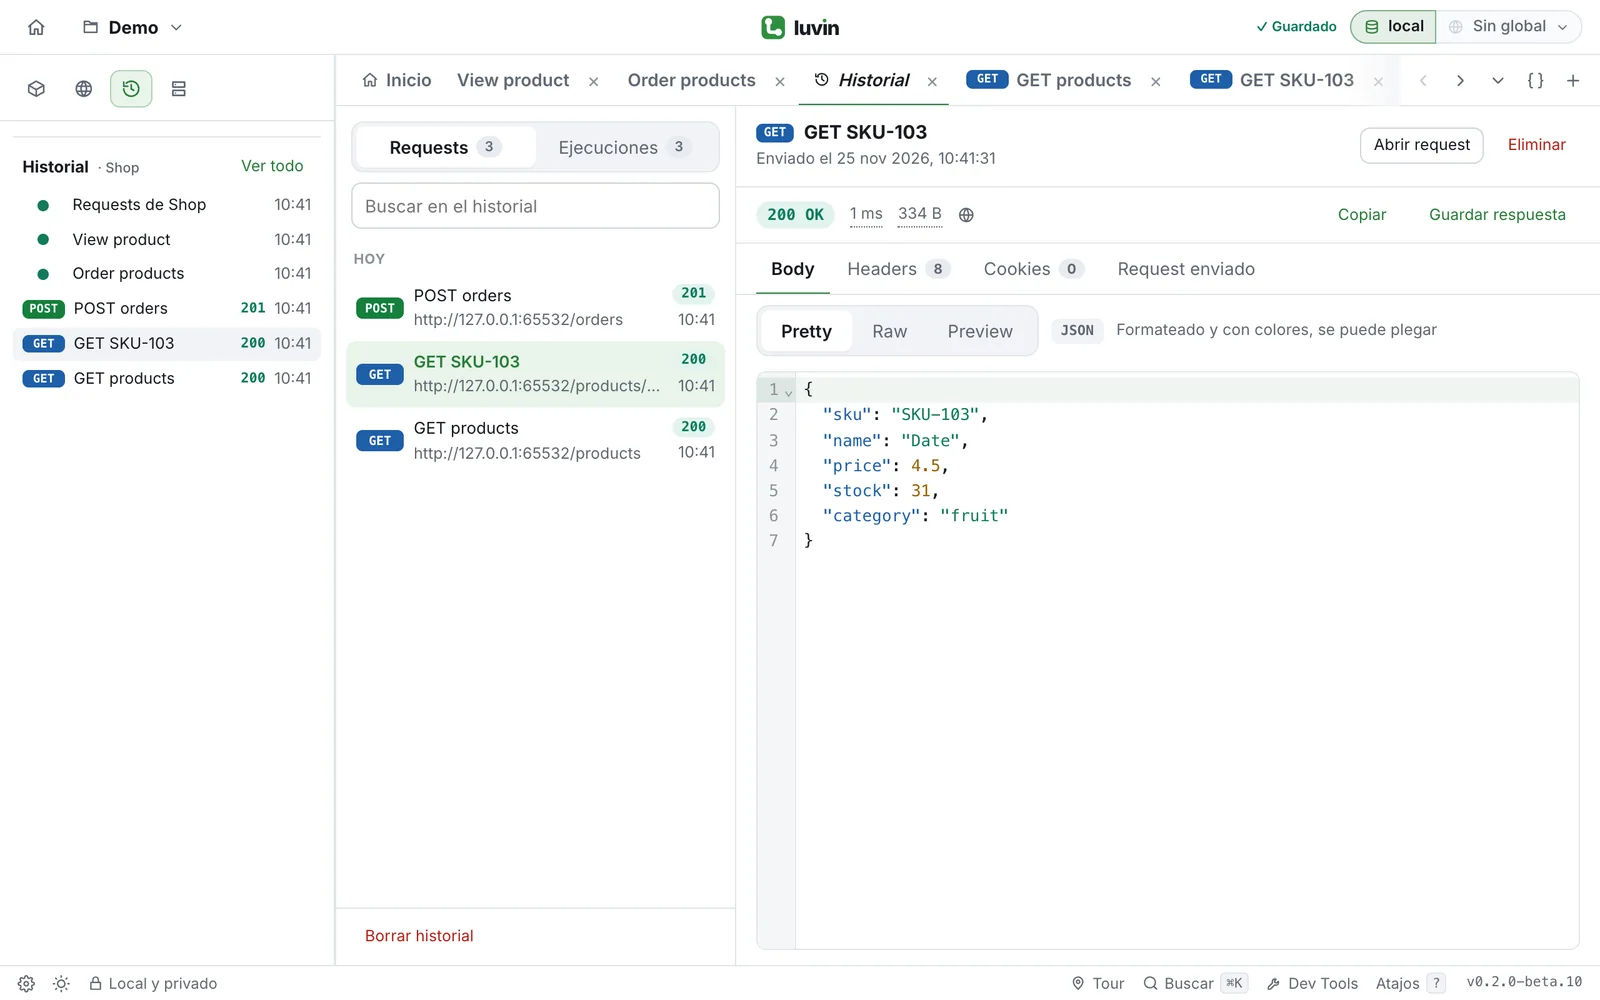 Demo
luvin
Guardado
local
Sin global
Inicio
View product
Order products
Historial
GET GET products
GET GET SKU-103
Historial · Shop
Ver todo
Requests de Shop 10:41
View product 10:41
Order products 10:41
POST POST orders 201 10:41
GET GET SKU-103 200 10:41
GET GET products 200 10:41
Requests 3
Ejecuciones 3
Buscar en el historial
HOY
POST POST orders 201
http://127.0.0.1:65532/orders 10:41
GET GET SKU-103 200
http://127.0.0.1:65532/products/... 10:41
GET GET products 200
http://127.0.0.1:65532/products 10:41
Borrar historial
GET GET SKU-103
Enviado el 25 nov 2026, 10:41:31
Abrir request
Eliminar
200 OK 1 ms 334 B
Copiar
Guardar respuesta
Body
Headers 8
Cookies 0
Request enviado
Pretty
Raw
Preview
JSON
Formateado y con colores, se puede plegar
1 {
2 "sku": "SKU-103",
3 "name": "Date",
4 "price": 4.5,
5 "stock": 31,
6 "category": "fruit"
7 }
Local y privado
Tour
Buscar ⌘K
Dev Tools
Atajos ?
v0.2.0-beta.10